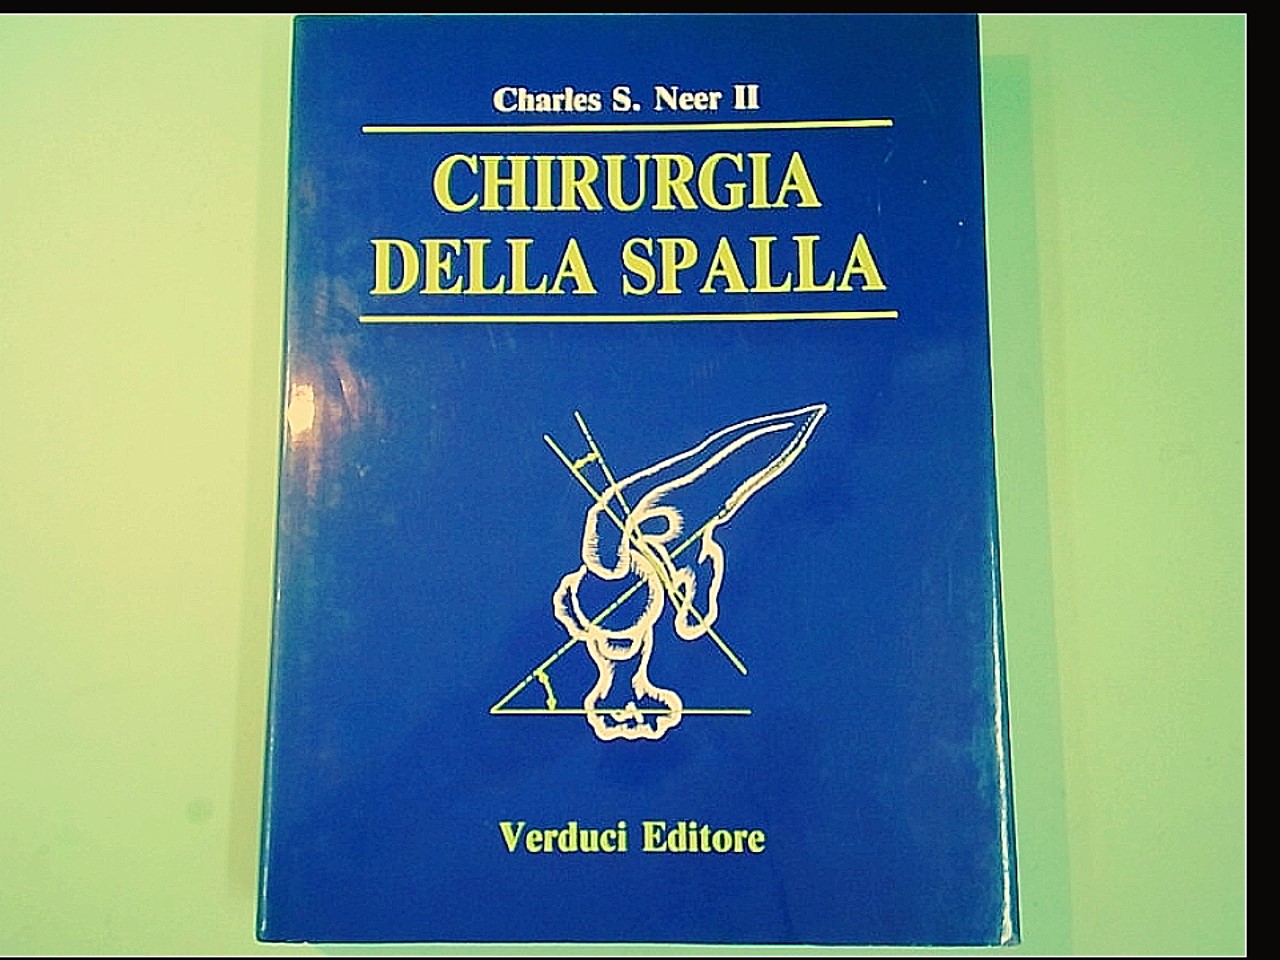 Charles S. Neer II
CHIRURGIA
DELLA SPALLA
Verduci Editore